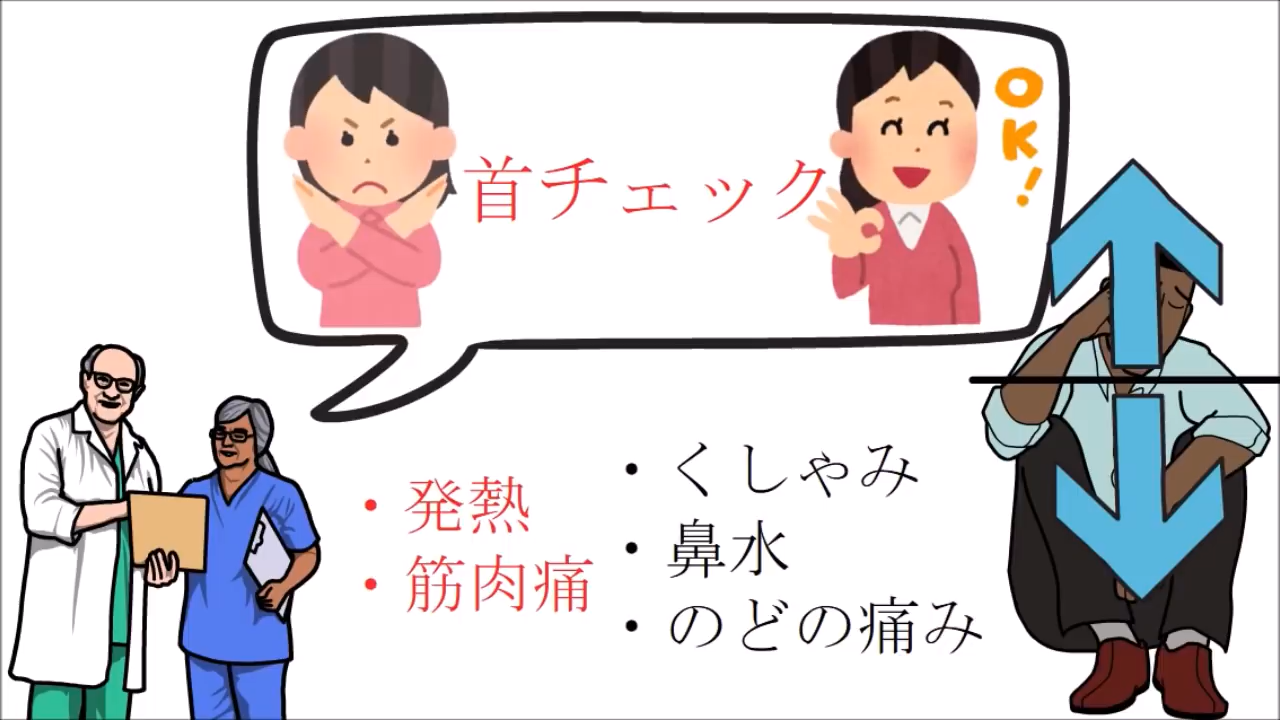 首チェック
OK!
・発熱
・筋肉痛
・くしゃみ
・鼻水
・のどの痛み